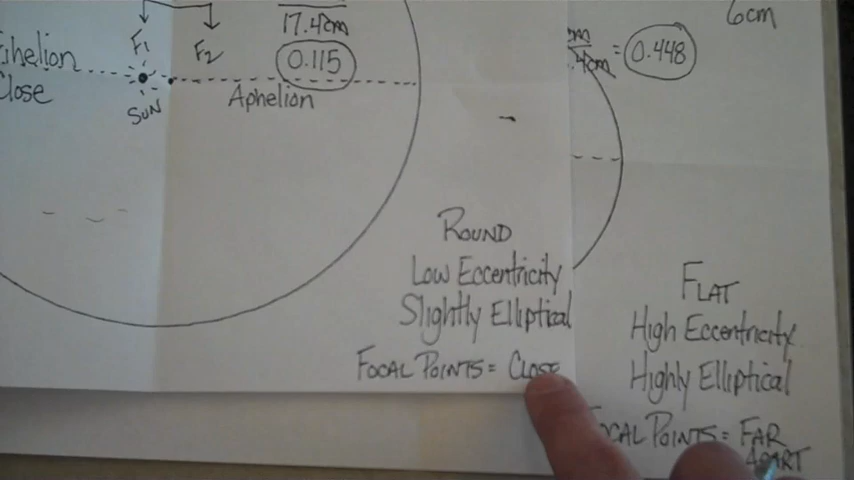 F1
F2
17.4cm
0.115
Close
SUN
Aphelion
= 0.448
6cm
ROUND
Low Eccentricity
Slightly Elliptical
FOCAL POINTS = CLOSE
FLAT
High Eccentricity
Highly Elliptical
FOCAL POINTS = FAR
APART